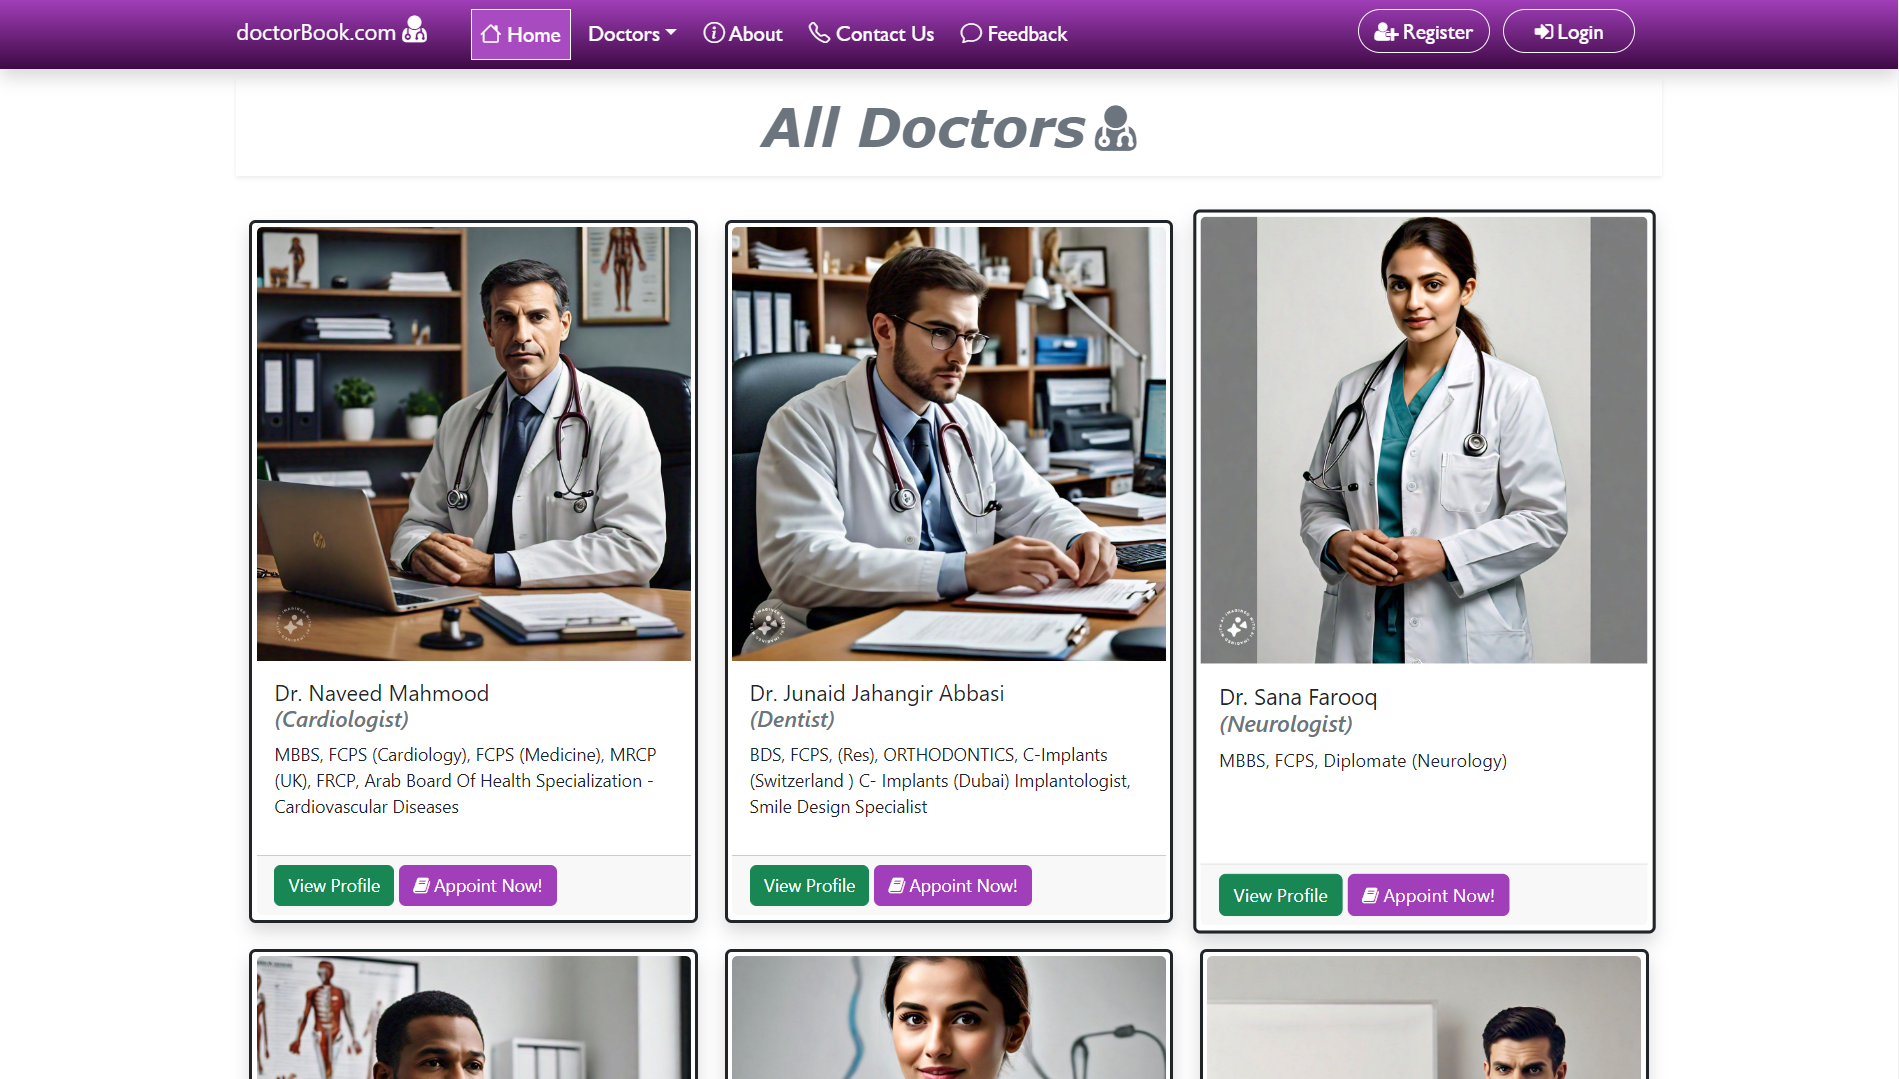 doctorBook.com
Home
Doctors
About
Contact Us
Feedback
Register
Login
All Doctors
Dr. Naveed Mahmood
(Cardiologist)
MBBS, FCPS (Cardiology), FCPS (Medicine), MRCP
(UK), FRCP, Arab Board Of Health Specialization -
Cardiovascular Diseases
View Profile
Appoint Now!
Dr. Junaid Jahangir Abbasi
(Dentist)
BDS, FCPS, (Res), ORTHODONTICS, C-Implants
(Switzerland ) C- Implants (Dubai) Implantologist,
Smile Design Specialist
View Profile
Appoint Now!
Dr. Sana Farooq
(Neurologist)
MBBS, FCPS, Diplomate (Neurology)
View Profile
Appoint Now!